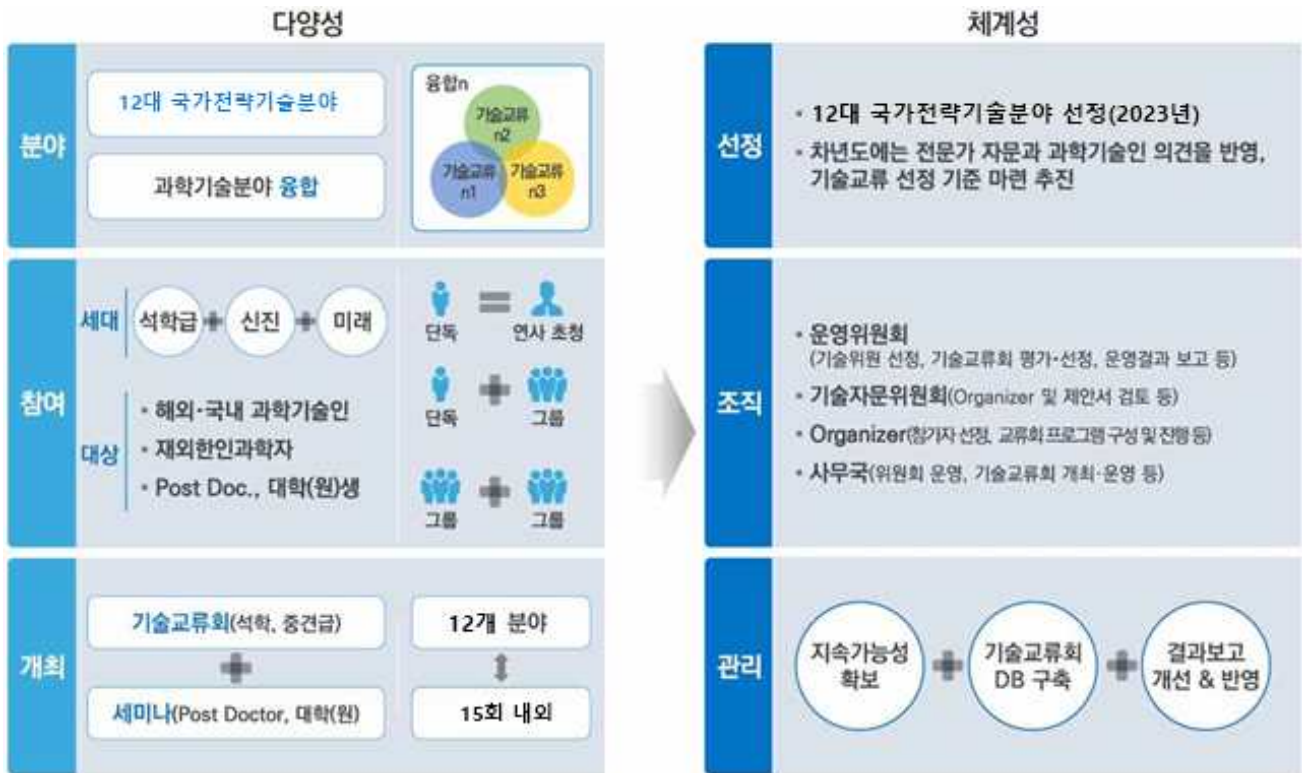 다양성
분야
12대 국가전략기술분야
과학기술분야 융합
융합n
기술교류
n2
기술교류
n1
기술교류
n3
참여
세대
석학급
신진
미래
대상
• 해외·국내 과학기술인
• 재외한인과학자
• Post Doc., 대학(원)생
단독
연사 초청
단독
그룹
그룹
그룹
개최
기술교류회(석학, 중견급)
세미나(Post Doctor, 대학(원)
12개 분야
15회 내외
체계성
선정
• 12대 국가전략기술분야 선정(2023년)
• 차년도에는 전문가 자문과 과학기술인 의견을 반영,
기술교류 선정 기준 마련 추진
조직
• 운영위원회
(기술위원 선정, 기술교류회 평가·선정, 운영결과 보고 등)
• 기술자문위원회(Organizer 및 제안서 검토 등)
• Organizer(참가자 선정, 교류회 프로그램 구성 및 진행 등)
• 사무국(위원회 운영, 기술교류회 개최·운영 등)
관리
지속가능성
확보
기술교류회
DB 구축
결과보고
개선 & 반영